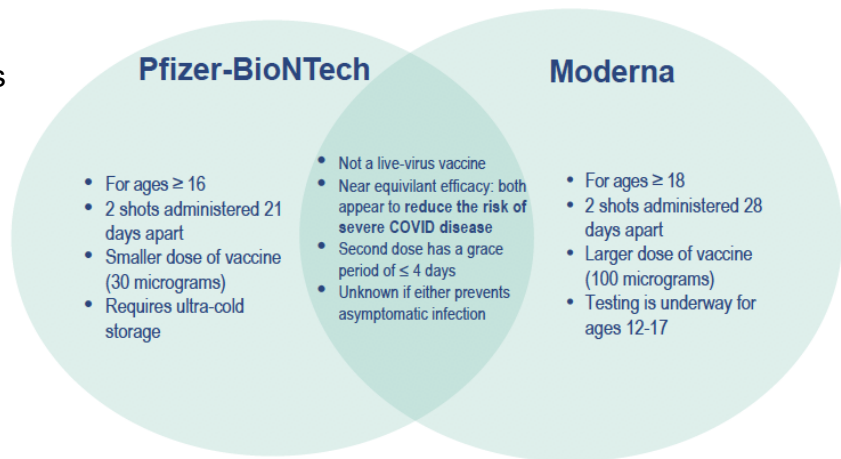 s
Pfizer-BioNTech
• For ages ≥ 16
• 2 shots administered 21
days apart
• Smaller dose of vaccine
(30 micrograms)
• Requires ultra-cold
storage
• Not a live-virus vaccine
• Near equivilant efficacy: both
appear to reduce the risk of
severe COVID disease
• Second dose has a grace
period of ≤ 4 days
• Unknown if either prevents
asymptomatic infection
Moderna
• For ages ≥ 18
• 2 shots administered 28
days apart
• Larger dose of vaccine
(100 micrograms)
• Testing is underway for
ages 12-17